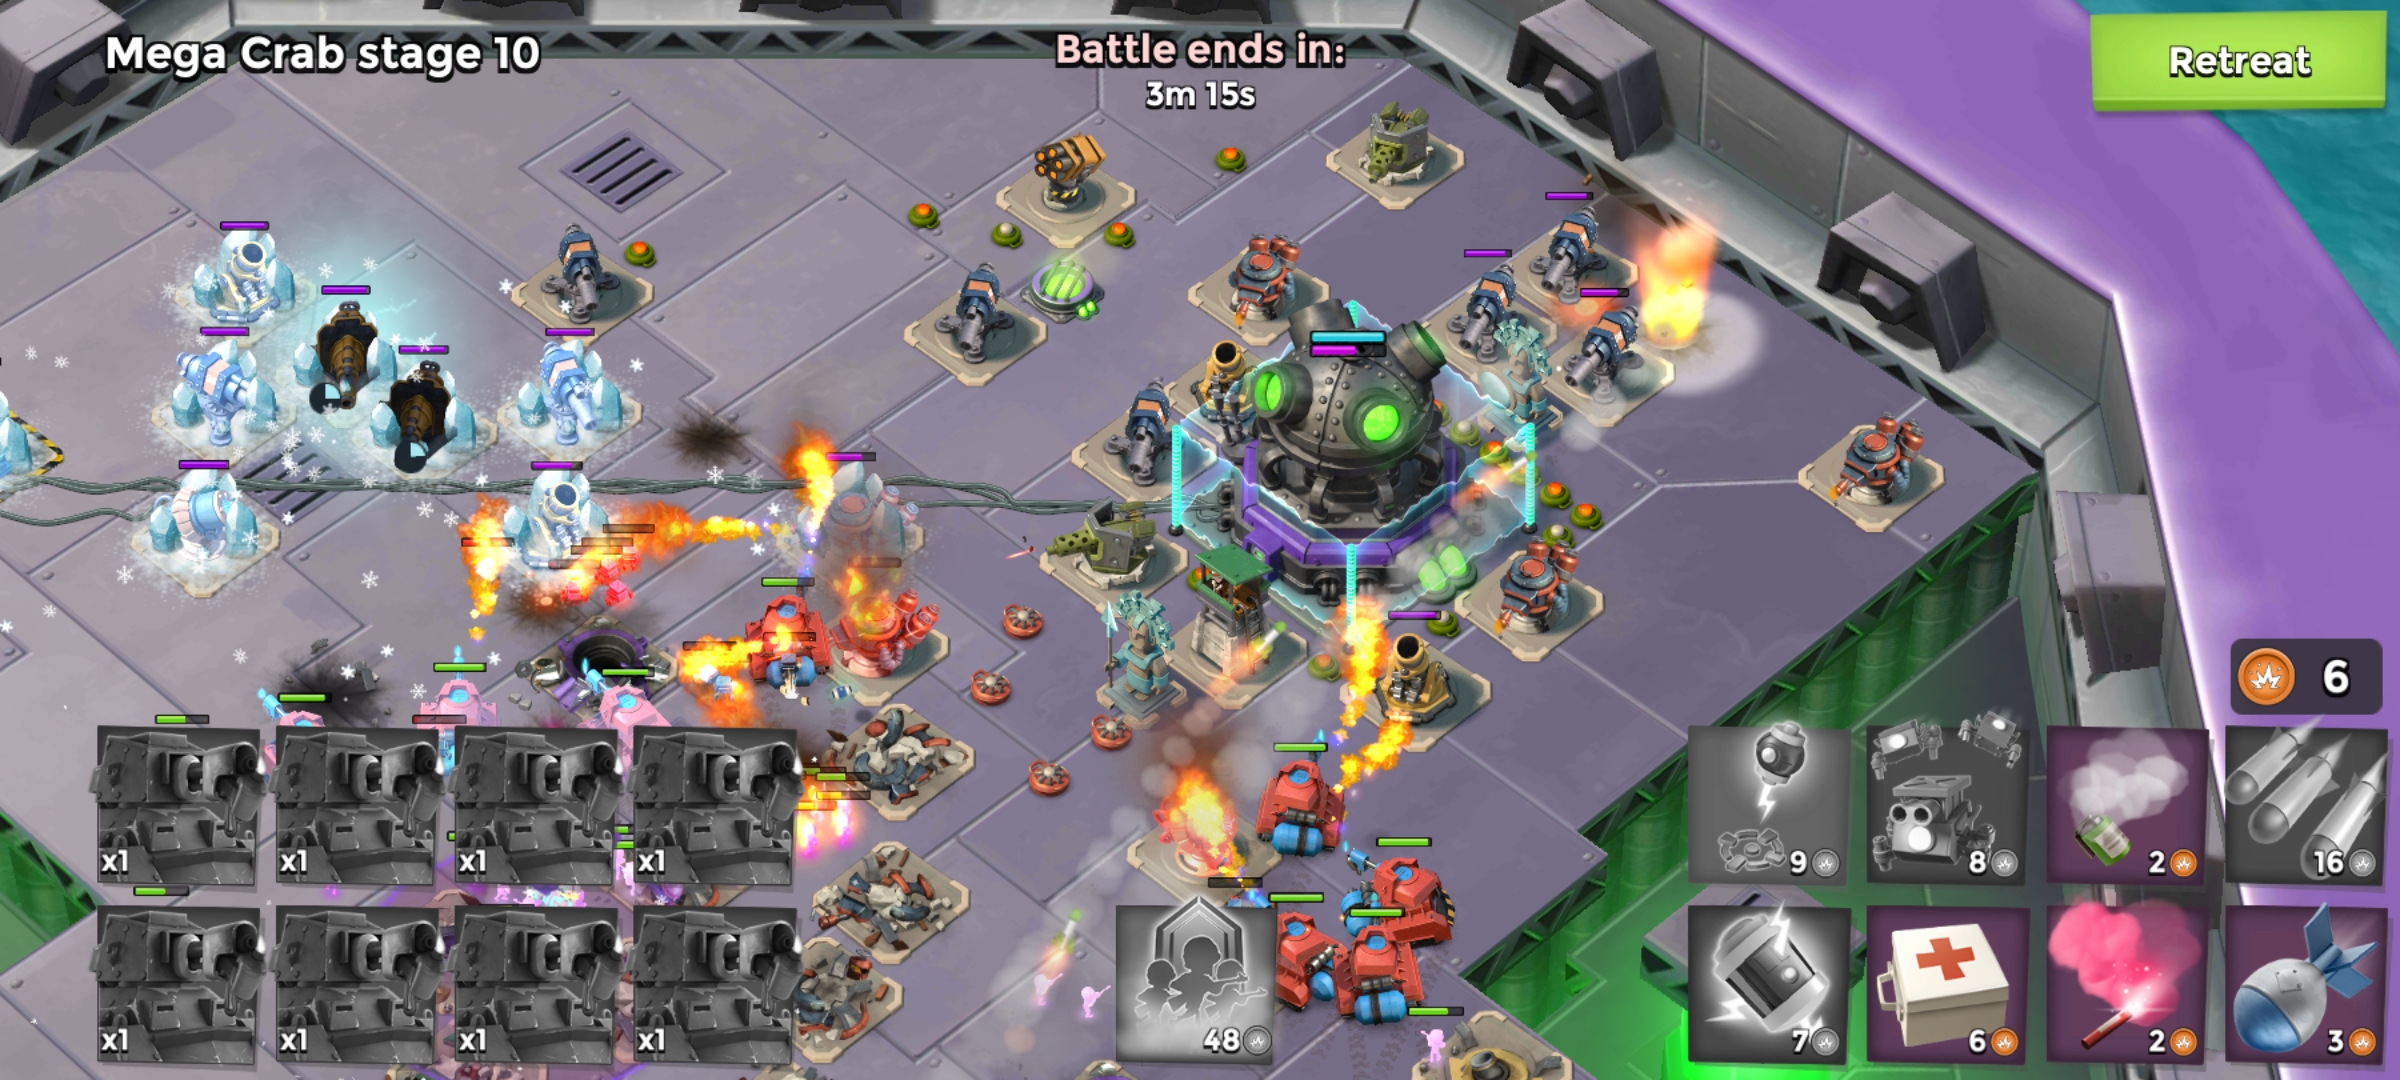 Mega Crab stage 10
Battle ends in:
3m 15s
Retreat
6
x1
x1
x1
x1
9
8
2
16
x1
x1
x1
x1
48
7
6
2
3